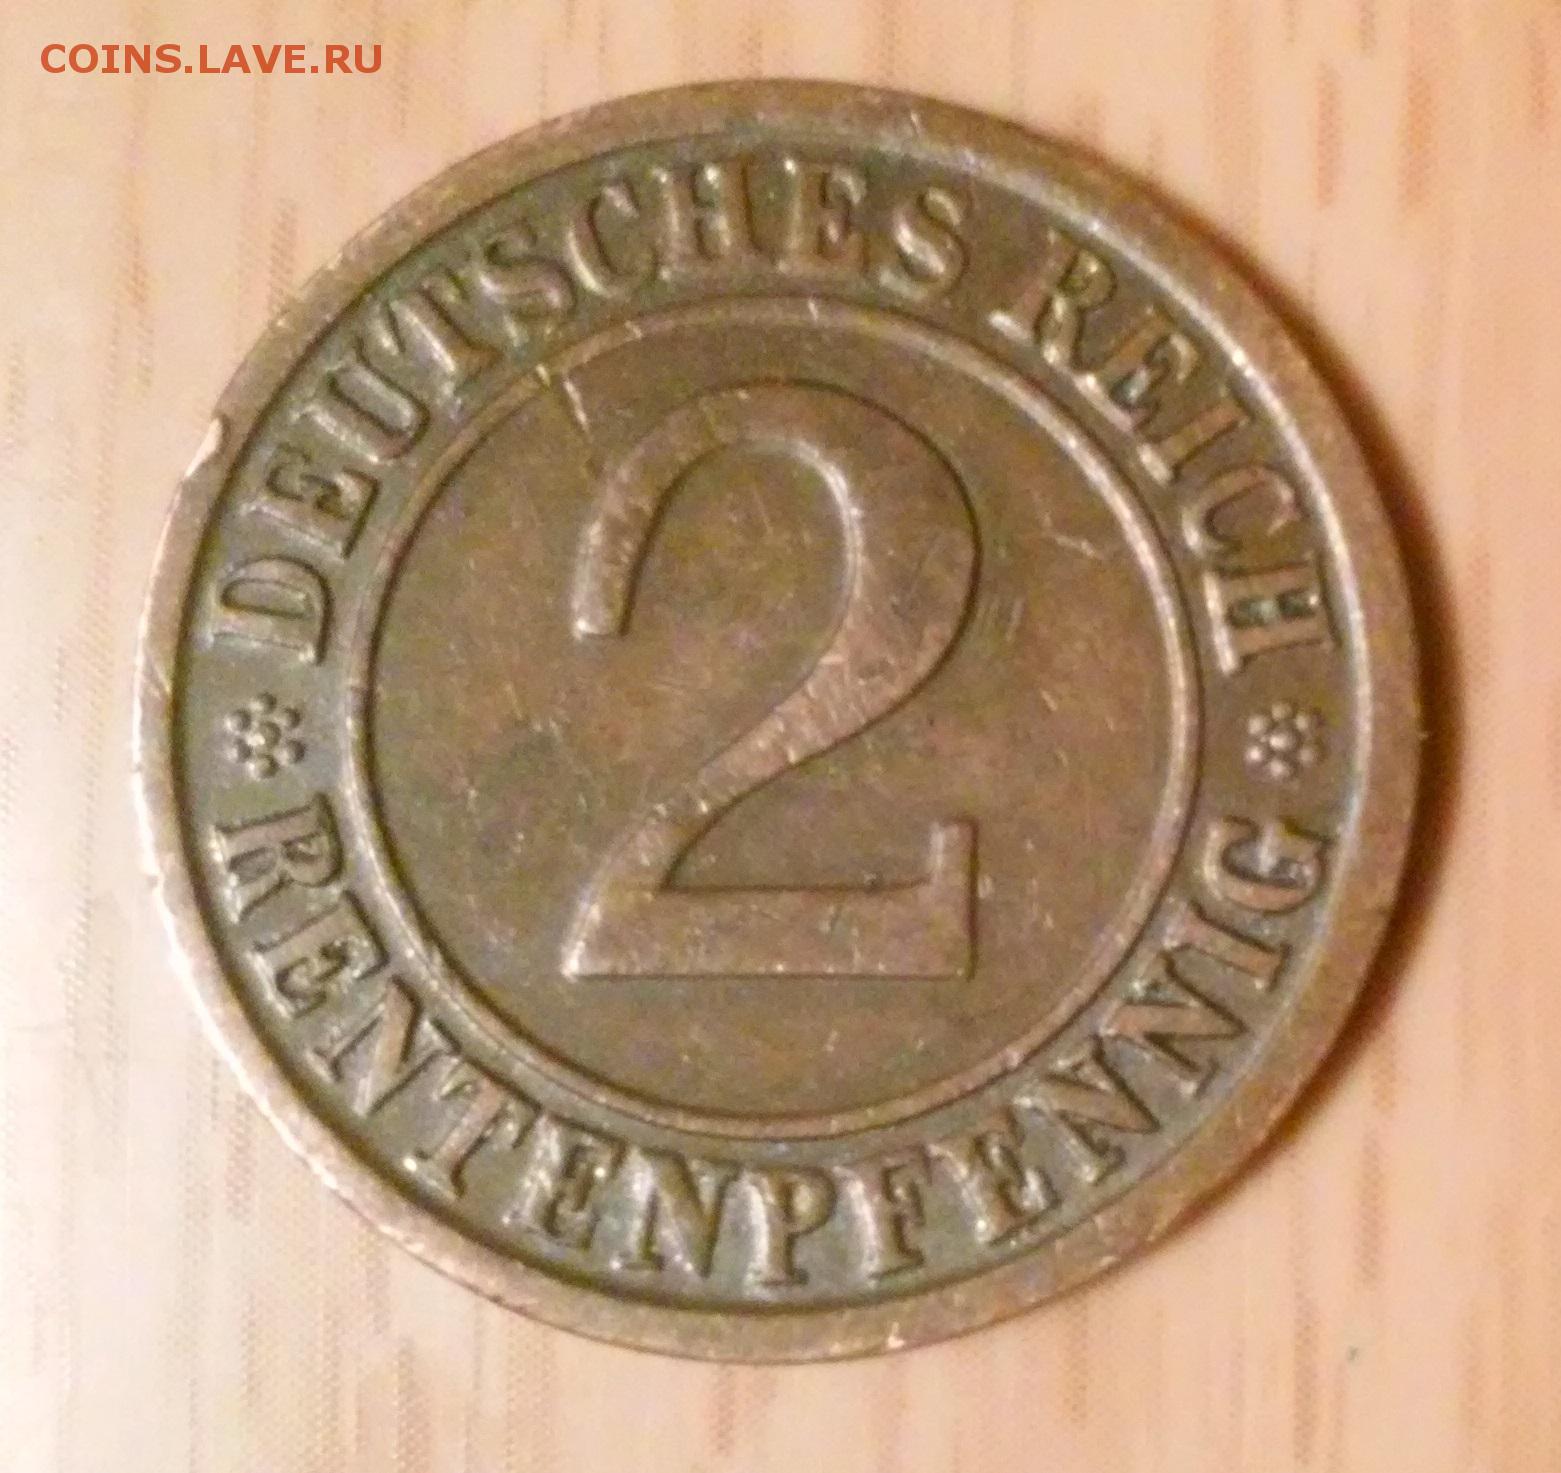 COINS.LAVE.RU
DEUTSCHES REICH
2
RENTENPFENNIG